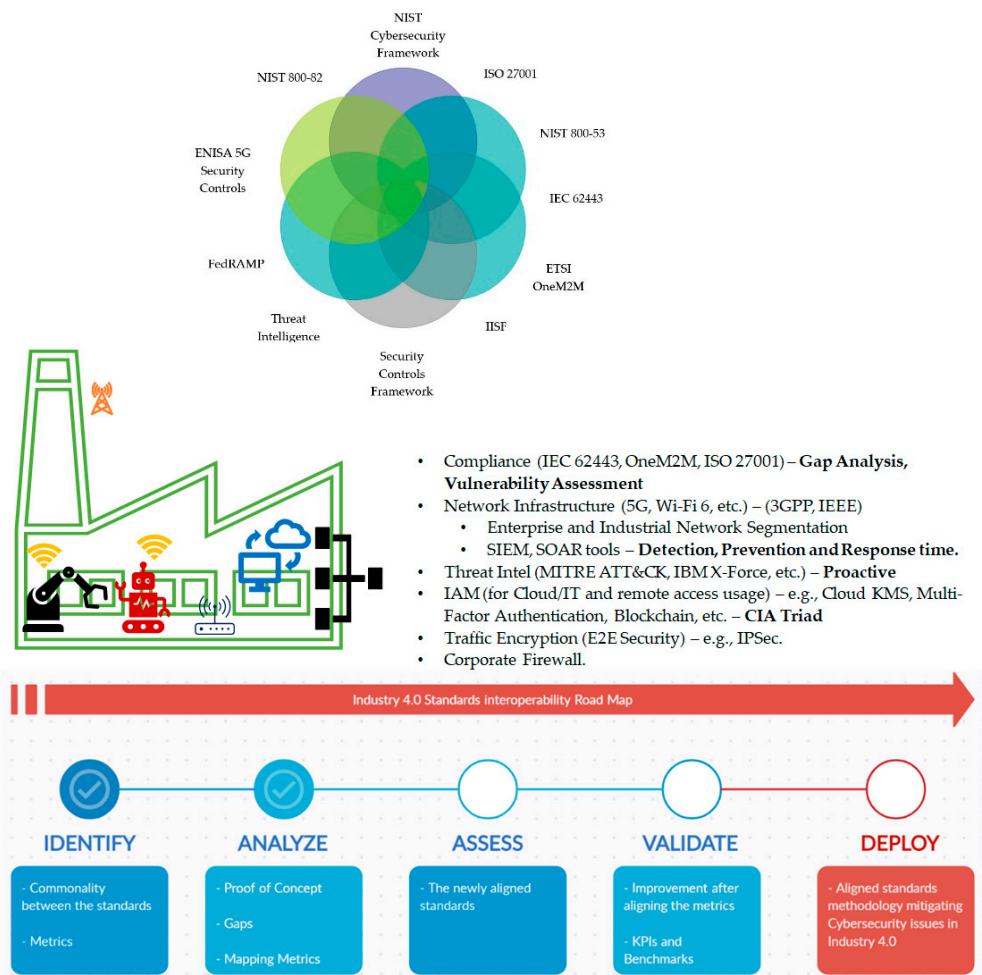 NIST
Cybersecurity
Framework
NIST 800-82
ISO 27001
NIST 800-53
ENISA 5G
Security
Controls
IEC 62443
FedRAMP
ETSI
OneM2M
Threat
Intelligence
IISF
Security
Controls
Framework
• Compliance (IEC 62443, OneM2M, ISO 27001) – Gap Analysis,
Vulnerability Assessment
• Network Infrastructure (5G, Wi-Fi 6, etc.) – (3GPP, IEEE)
• Enterprise and Industrial Network Segmentation
• SIEM, SOAR tools – Detection, Prevention and Response time.
• Threat Intel (MITRE ATT&CK, IBM X-Force, etc.) – Proactive
• IAM (for Cloud/IT and remote access usage) – e.g., Cloud KMS, Multi-
Factor Authentication, Blockchain, etc. – CIA Triad
• Traffic Encryption (E2E Security) – e.g., IPSec.
• Corporate Firewall.
Industry 4.0 Standards interoperability Road Map
IDENTIFY
- Commonality
between the standards
- Metrics
ANALYZE
- Proof of Concept
- Gaps
- Mapping Metrics
ASSESS
- The newly aligned
standards
VALIDATE
- Improvement after
aligning the metrics
- KPIs and
Benchmarks
DEPLOY
- Aligned standards
methodology mitigating
Cybersecurity issues in
Industry 4.0